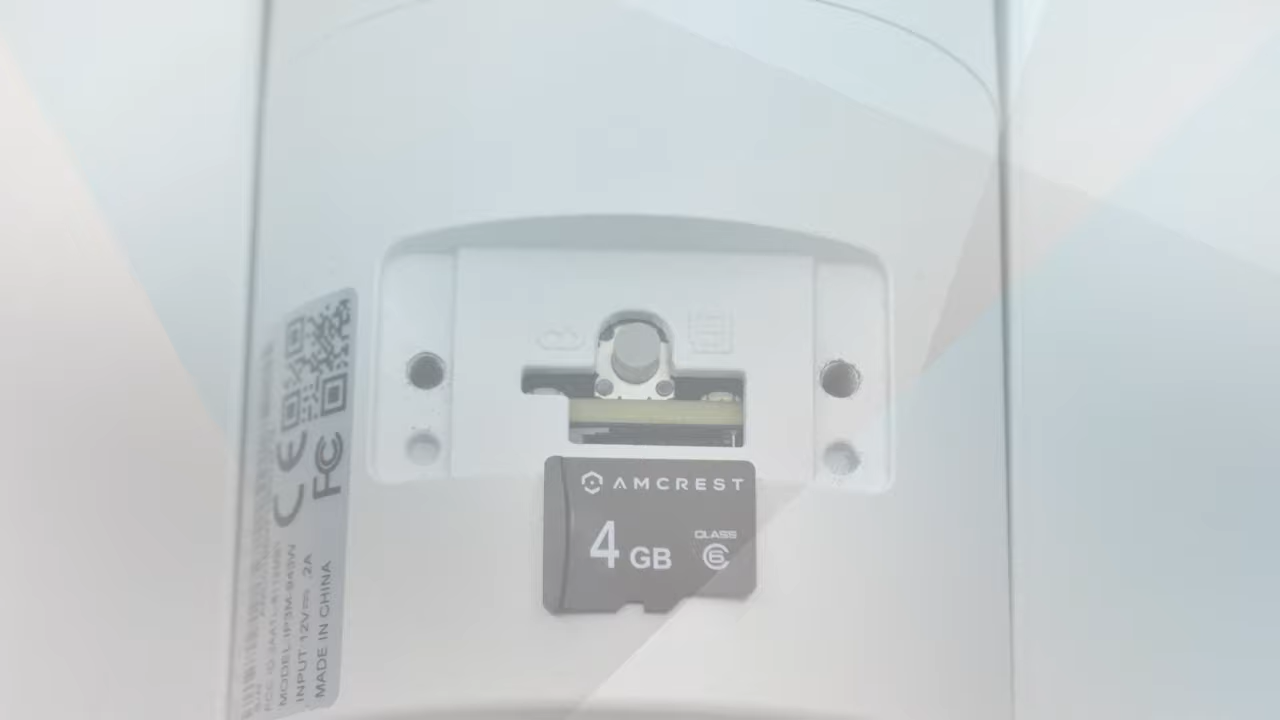 AMCREST
4 GB
CLASS
6
CE
FC
MODEL: IP3M-943W
INPUT 12V⎓ 2A
MADE IN CHINA